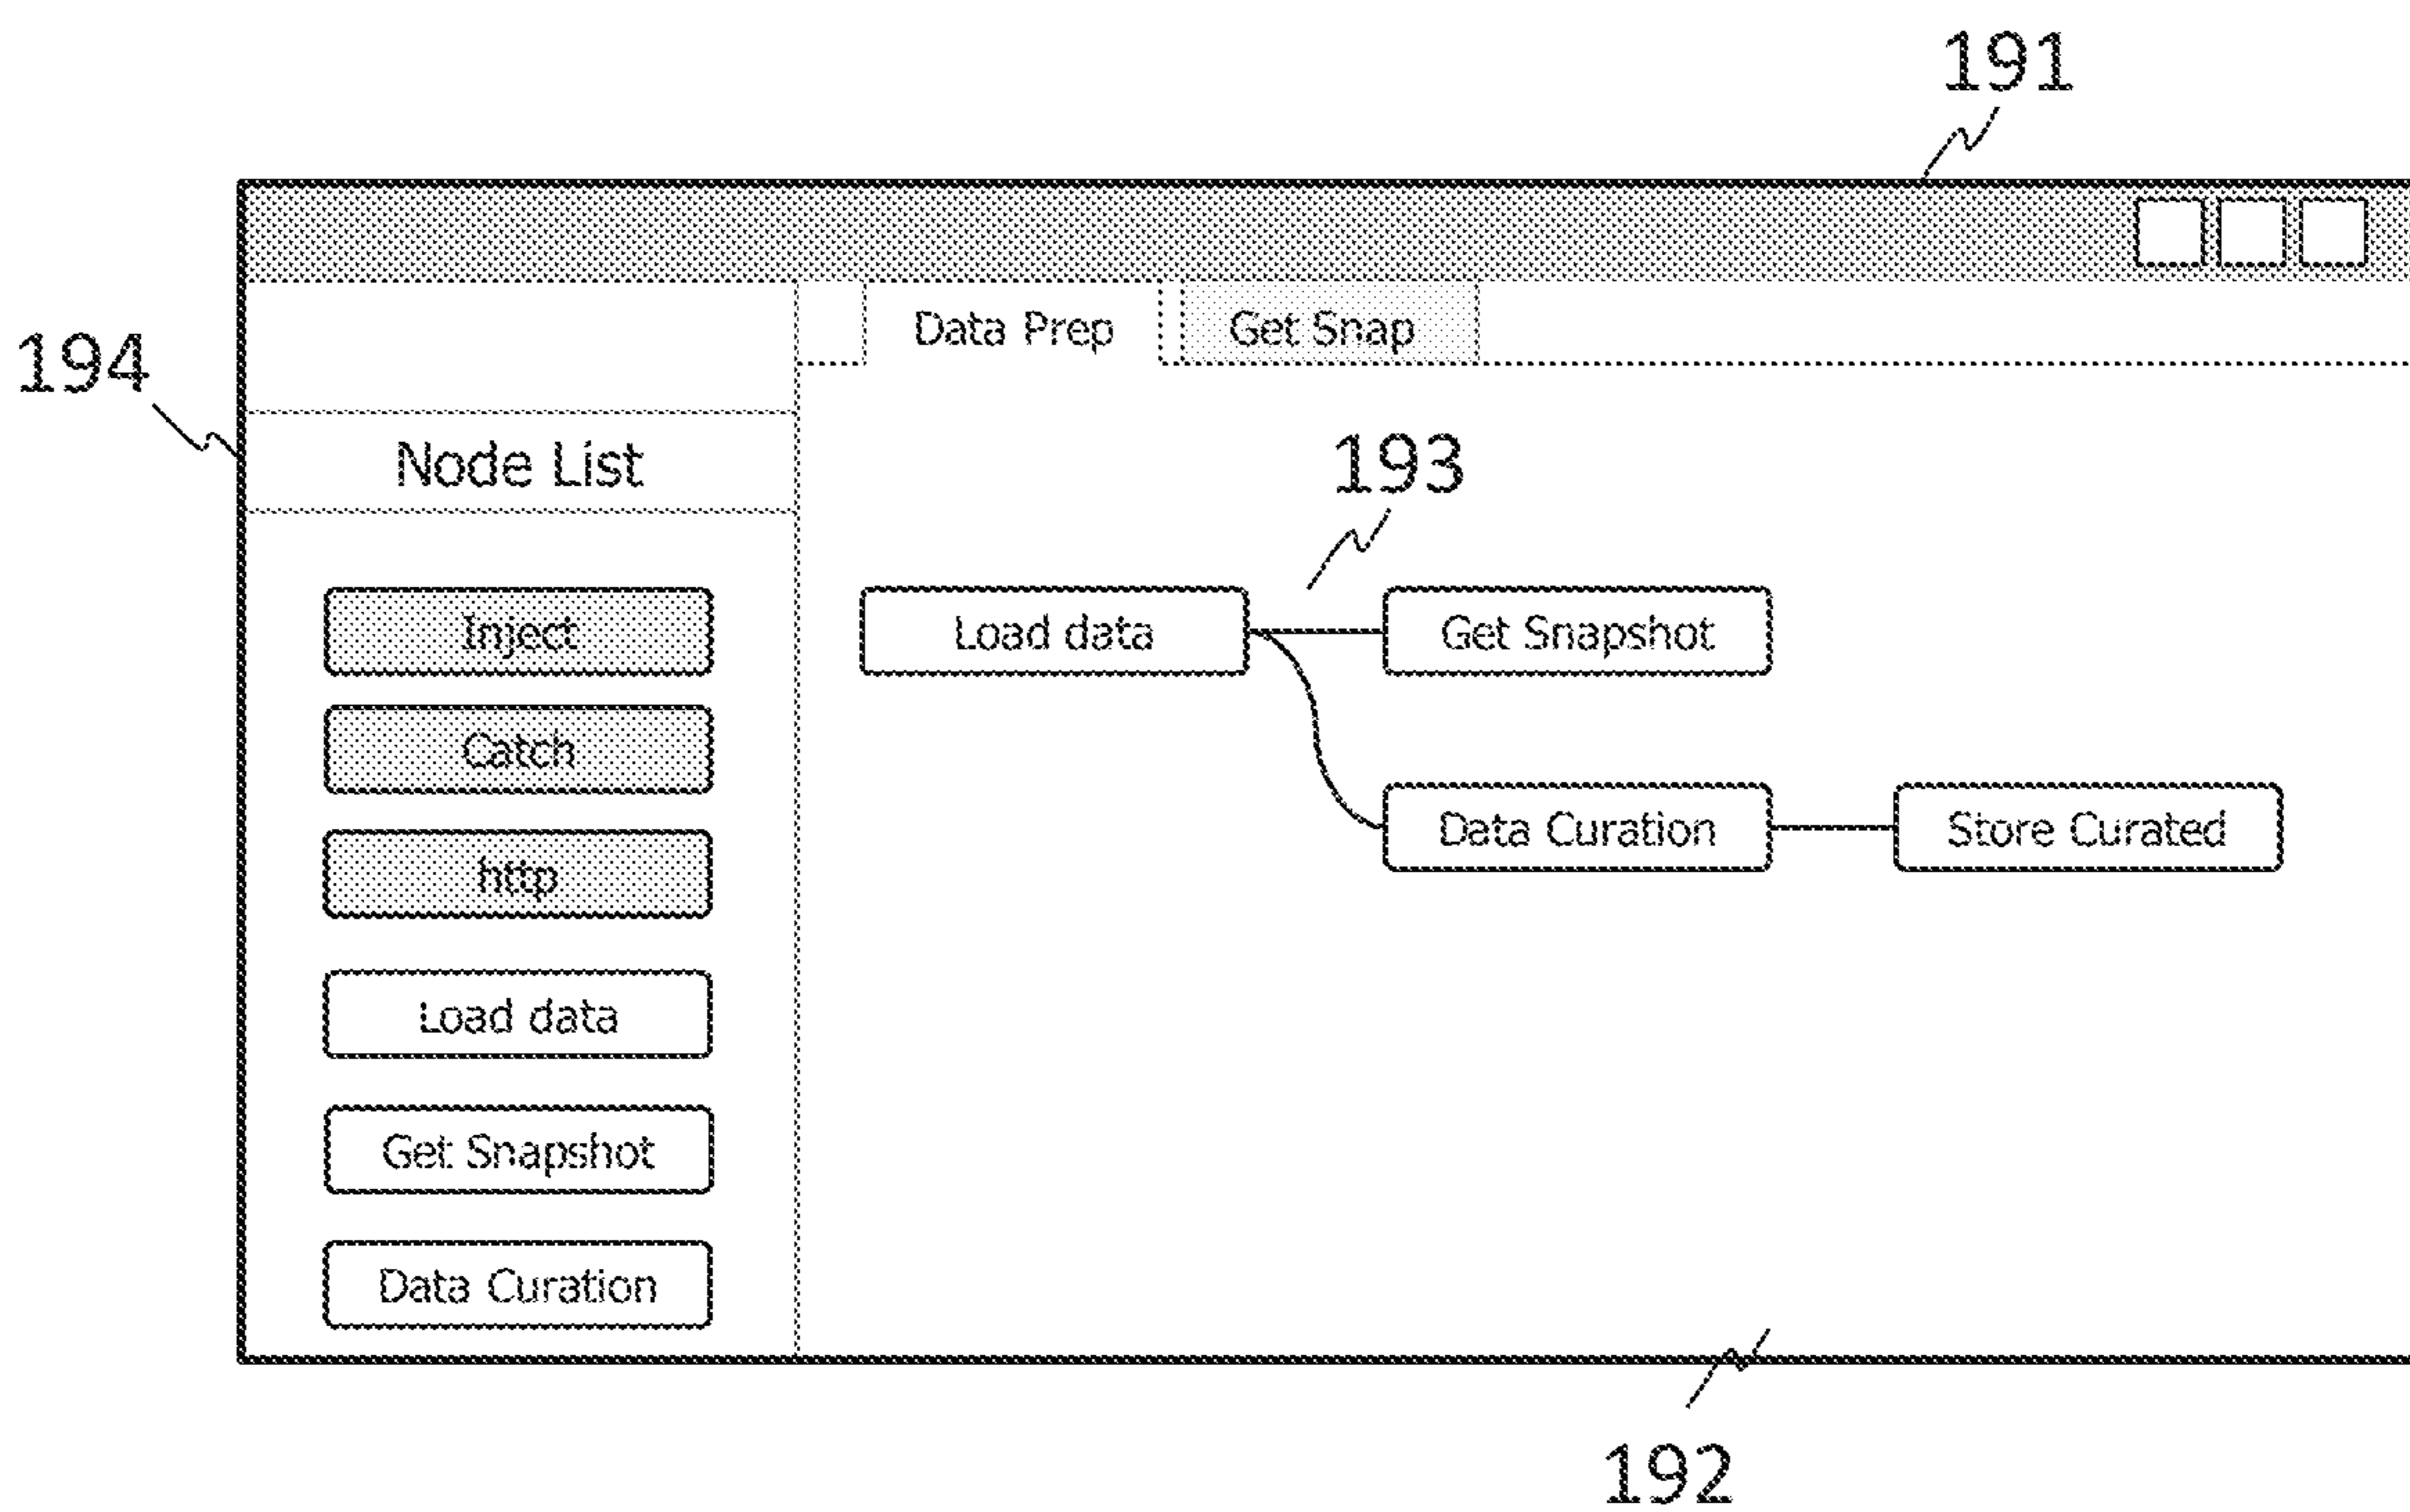 191
Data Prep
Get Snap
194
Node List
193
Inject
Load data
Get Snapshot
Catch
Data Curation
Store Curated
http
Load data
Get Snapshot
Data Curation
192